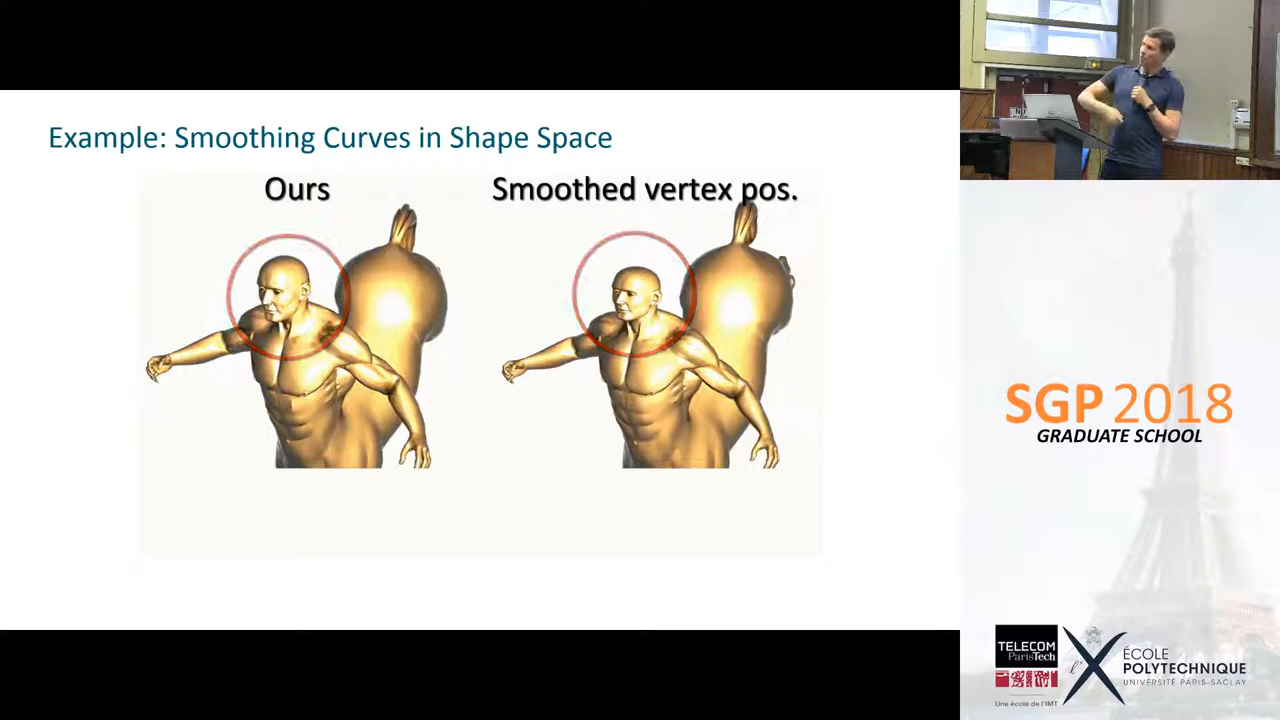 Example: Smoothing Curves in Shape Space
Ours
Smoothed vertex pos.
SGP 2018
GRADUATE SCHOOL
TELECOM
ParisTech
Une école de l'IMT
l'X
ÉCOLE
POLYTECHNIQUE
UNIVERSITÉ PARIS-SACLAY